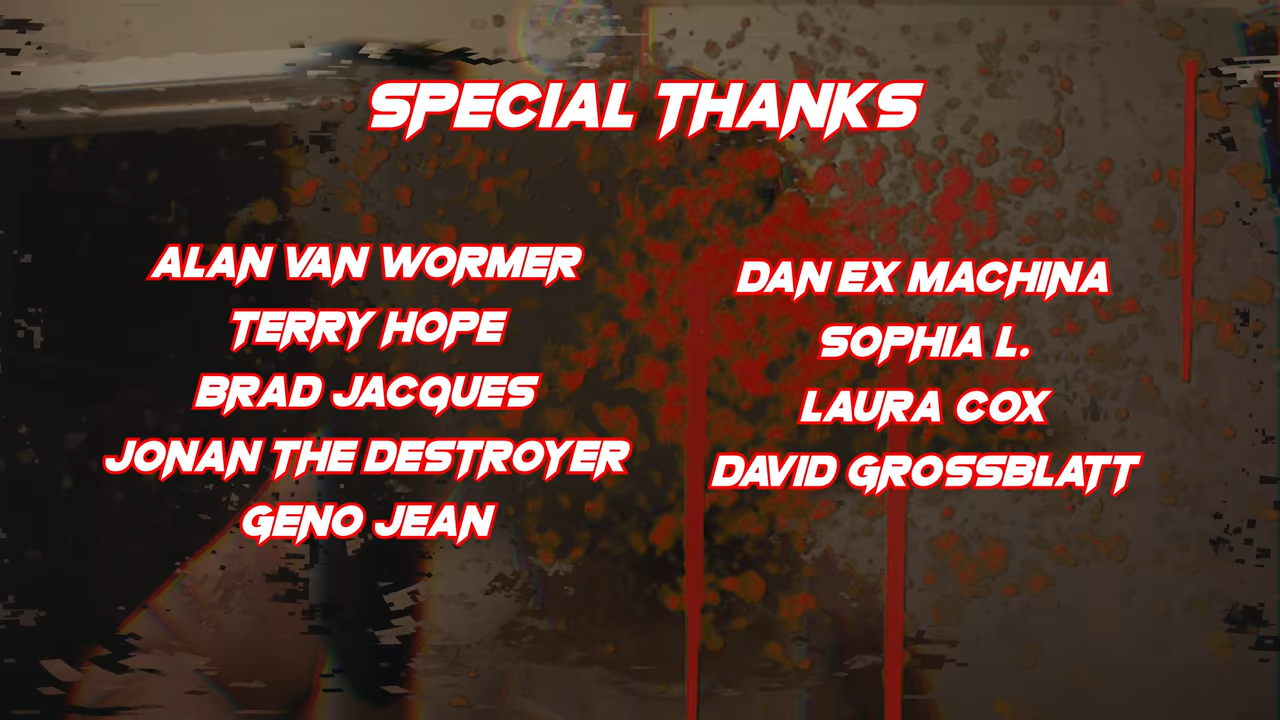 SPECIAL THANKS
ALAN VAN WORMER
TERRY HOPE
BRAD JACQUES
JONAN THE DESTROYER
GENO JEAN
DAN EX MACHINA
SOPHIA L.
LAURA COX
DAVID GROSSBLATT